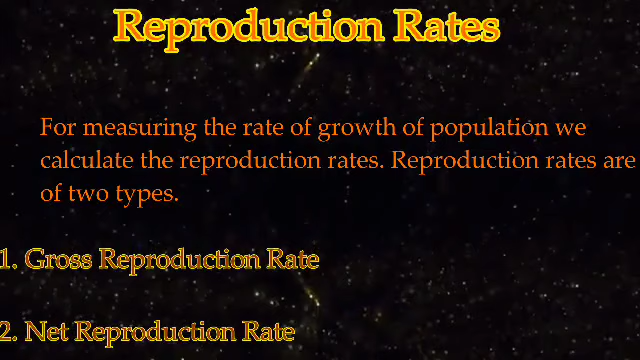 Reproduction Rates
For measuring the rate of growth of population we
calculate the reproduction rates. Reproduction rates are
of two types.
1. Gross Reproduction Rate
2. Net Reproduction Rate